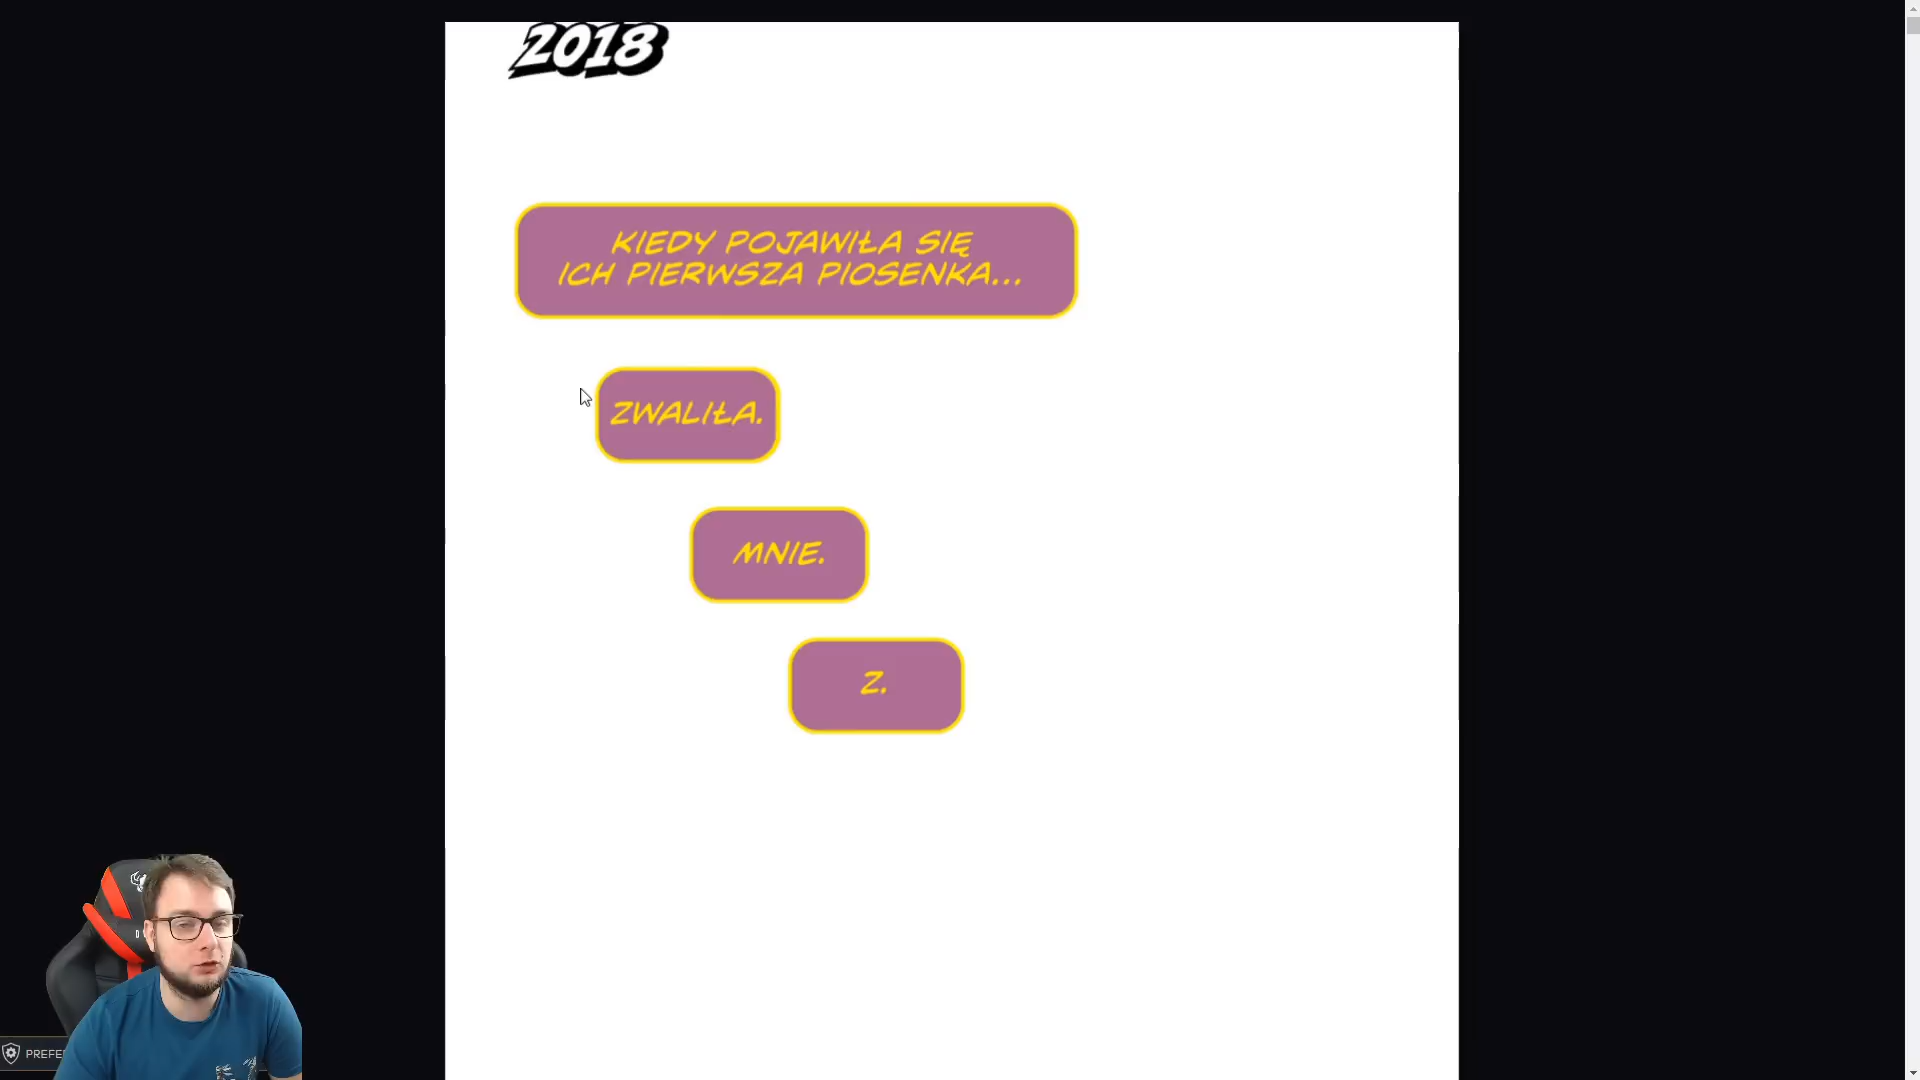 2018
KIEDY POJAWIŁA SIĘ
ICH PIERWSZA PIOSENKA...
ZWALIŁA.
MNIE.
Z.